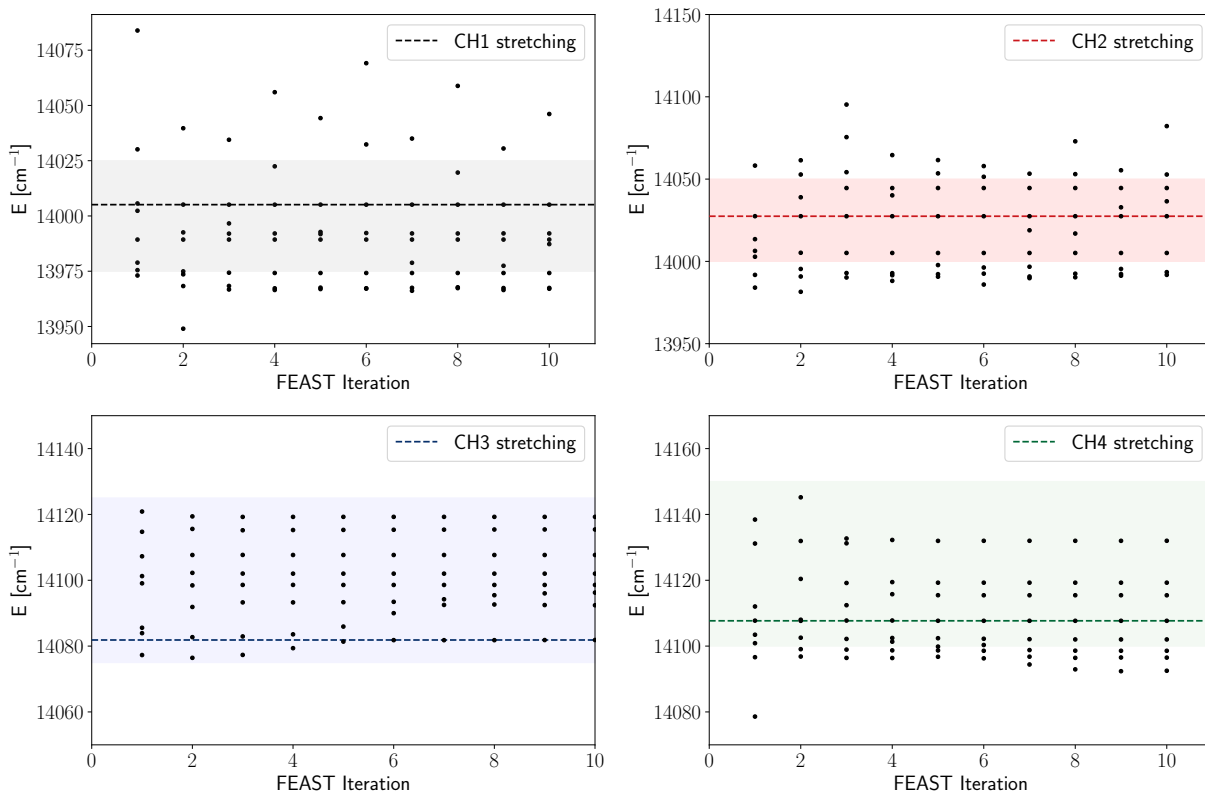 CH1 stretching
14075
14050
14025
14000
13975
13950
E [cm⁻¹]
0 2 4 6 8 10
FEAST Iteration
CH2 stretching
14150
14100
14050
14000
13950
E [cm⁻¹]
0 2 4 6 8 10
FEAST Iteration
CH3 stretching
14140
14120
14100
14080
14060
E [cm⁻¹]
0 2 4 6 8 10
FEAST Iteration
CH4 stretching
14160
14140
14120
14100
14080
E [cm⁻¹]
0 2 4 6 8 10
FEAST Iteration